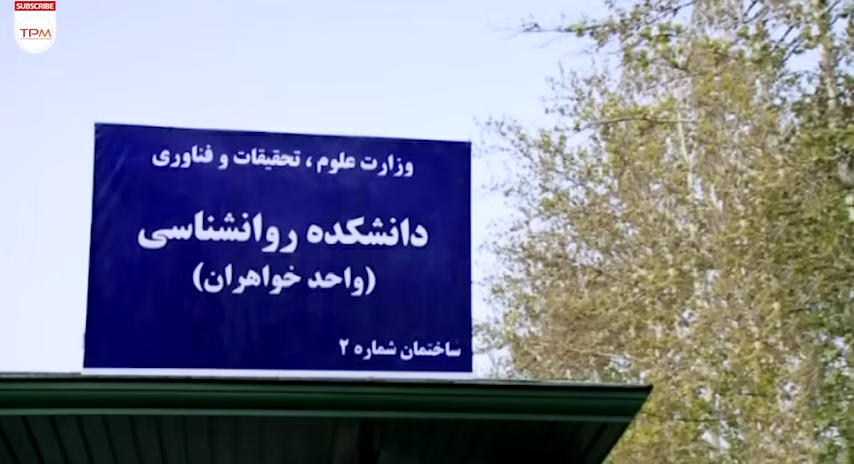 SUBSCRIBE
TPM
وزارت علوم ، تحقیقات و فناوری
دانشکده روانشناسی
(واحد خواهران)
ساختمان شماره ۲